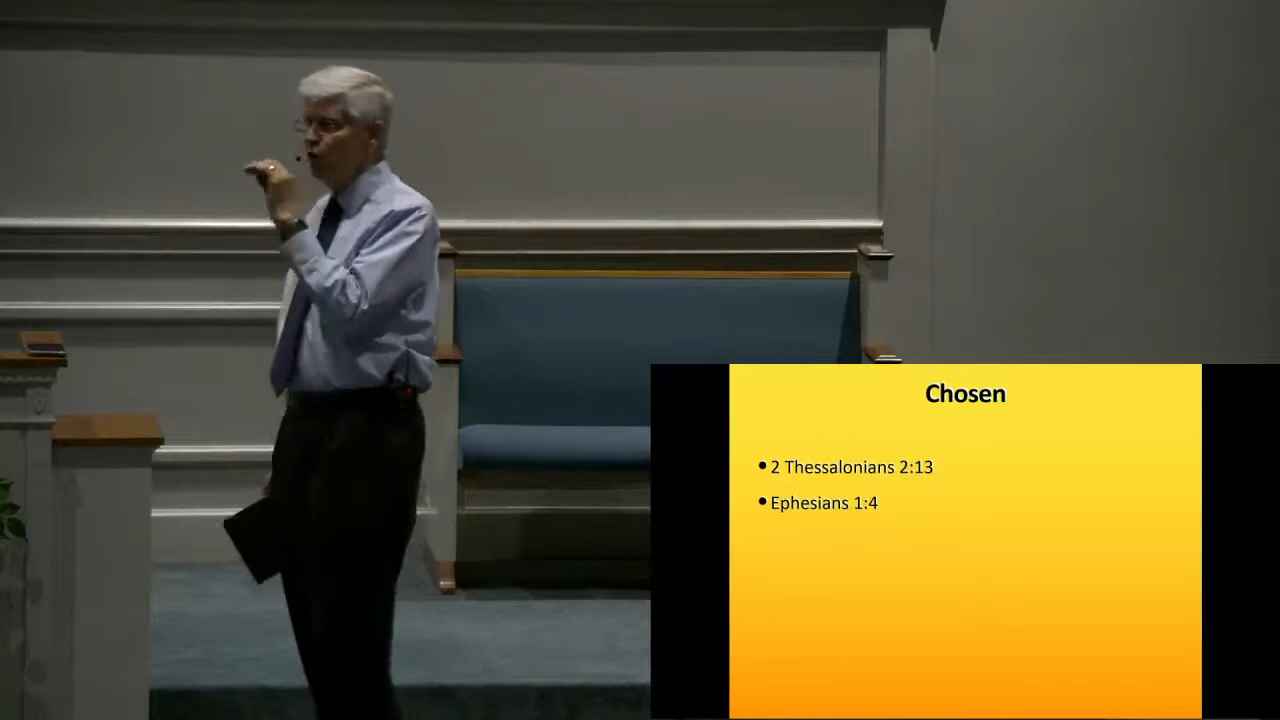 Chosen
•2 Thessalonians 2:13
•Ephesians 1:4